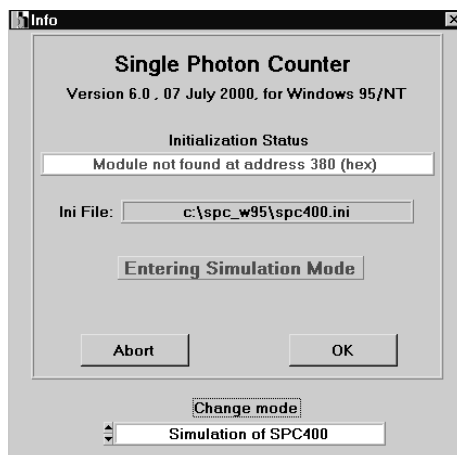 Info
Single Photon Counter
Version 6.0 , 07 July 2000, for Windows 95/NT
Initialization Status
Module not found at address 380 (hex)
Ini File: c:\spc_w95\spc400.ini
Entering Simulation Mode
Abort OK
Change mode
Simulation of SPC400